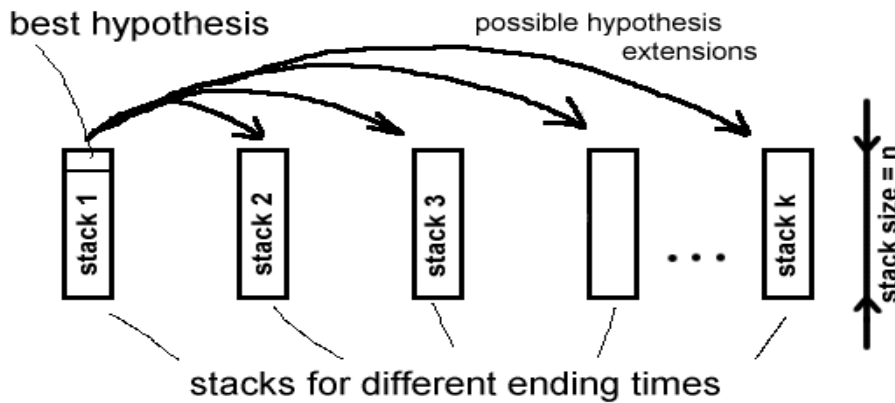 best hypothesis
possible hypothesis
extensions
stack 1
stack 2
stack 3
...
stack k
stack size = n
stacks for different ending times